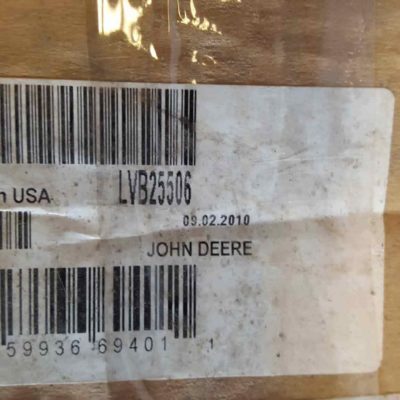 n USA LVB25506
09.02.2010
JOHN DEERE
59936 69401 1